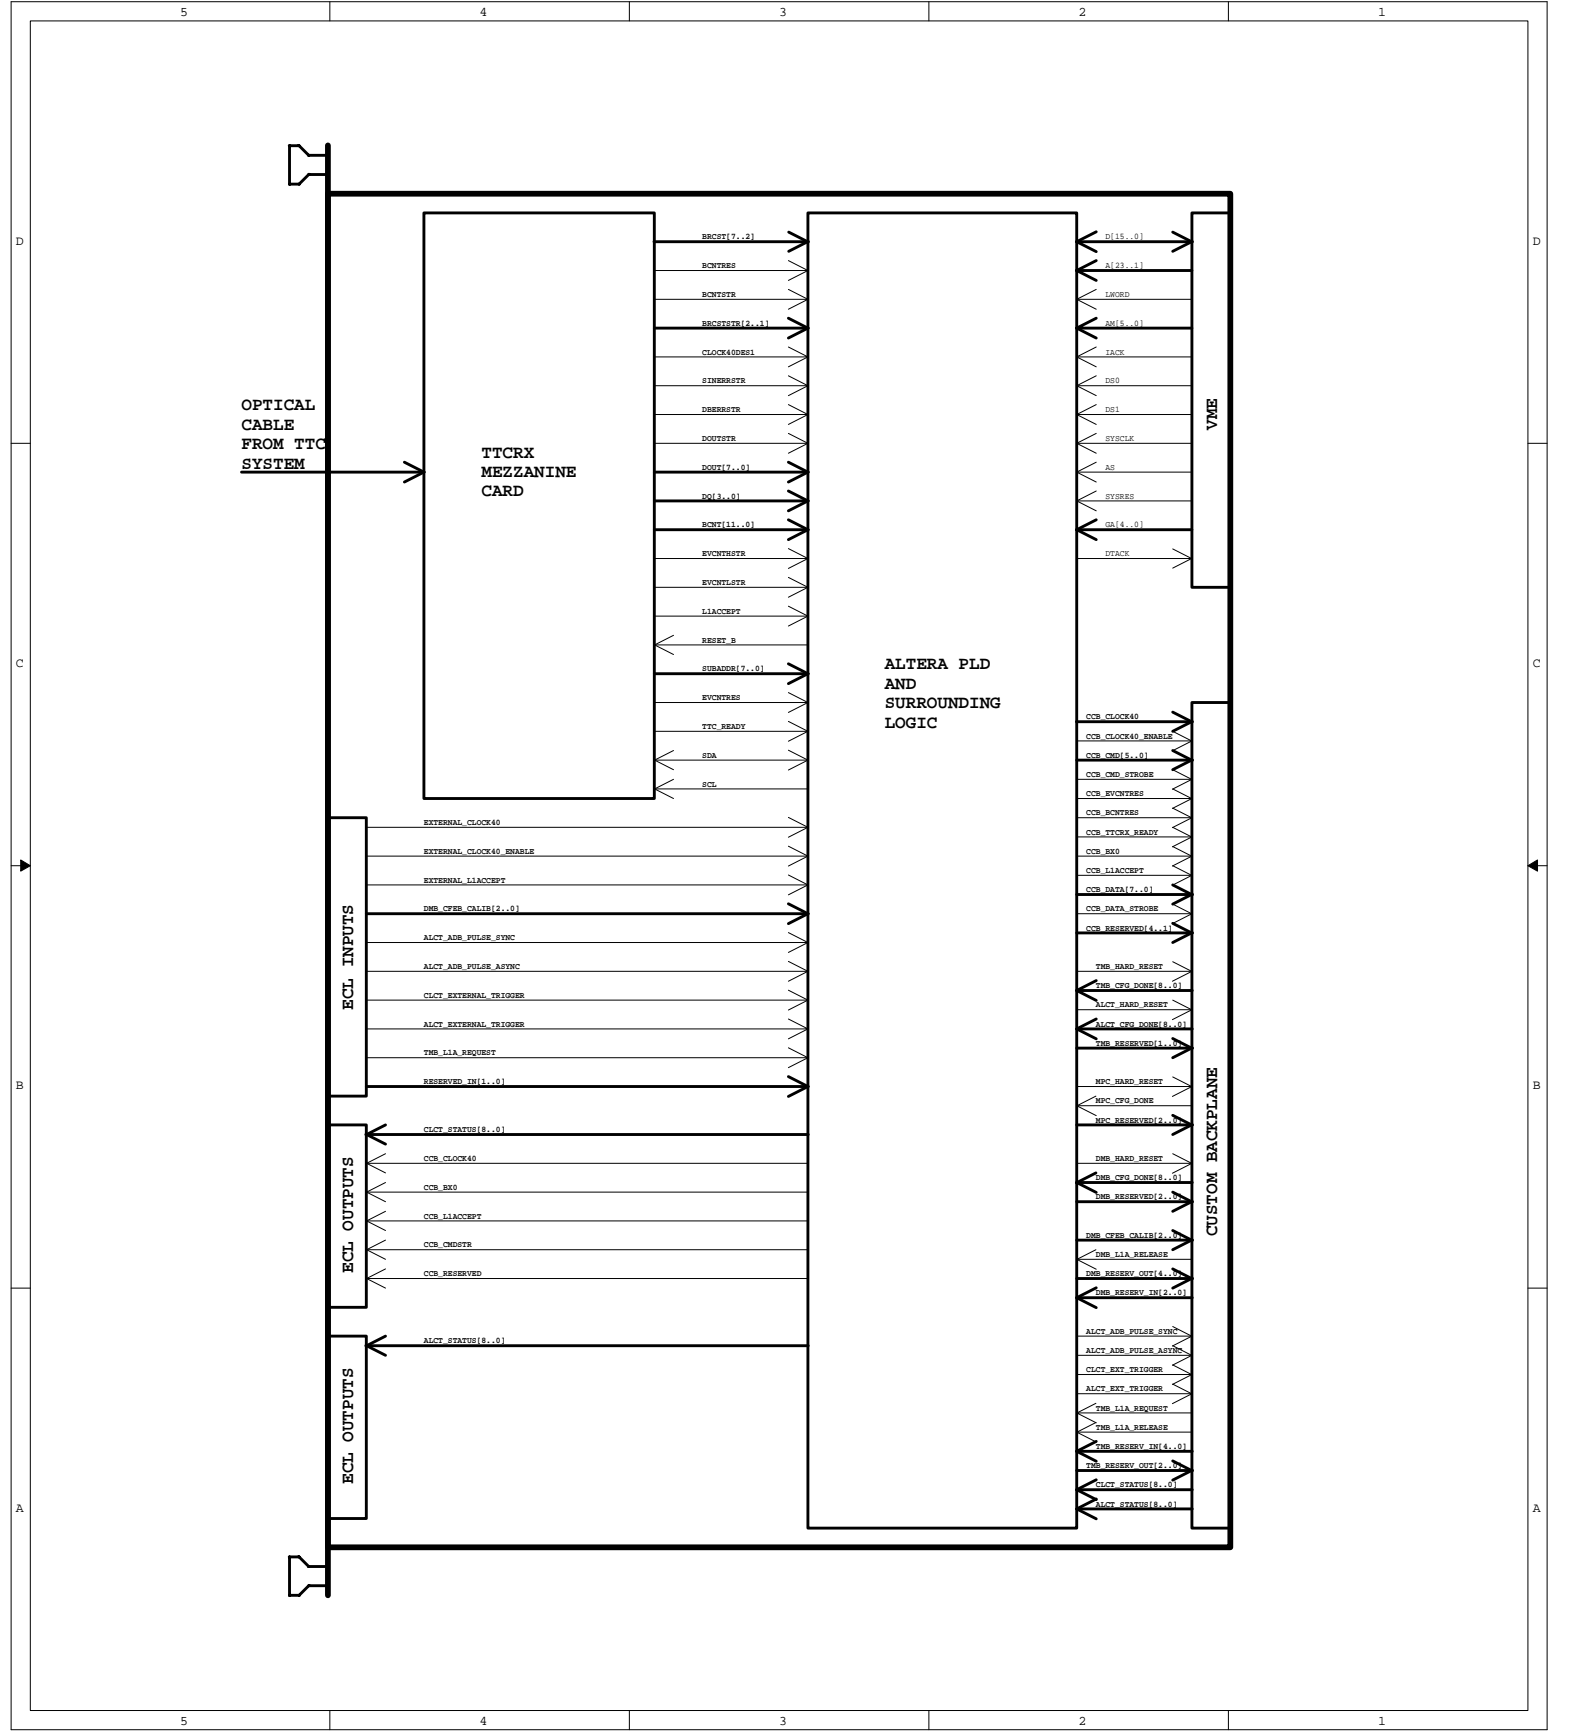 5 4 3 2 1
D D
OPTICAL
CABLE
FROM TTC
SYSTEM
TTCRX
MEZZANINE
CARD
BRCST[7..2]
BCNTRES
BCNTSTR
BRCSTSTR[2..1]
CLOCK40DES1
SINERRSTR
DBERRSTR
DOUTSTR
DOUT[7..0]
DQ[3..0]
BCNT[11..0]
EVCNTHSTR
EVCNTLSTR
L1ACCEPT
RESET_B
SUBADDR[7..0]
EVCNTRES
TTC_READY
SDA
SCL
ALTERA PLD
AND
SURROUNDING
LOGIC
D[15..0]
A[23..1]
LWORD
AM[5..0]
IACK
DS0
DS1
SYSCLK
AS
SYSRES
GA[4..0]
DTACK
VME
C C
ECL INPUTS
EXTERNAL_CLOCK40
EXTERNAL_CLOCK40_ENABLE
EXTERNAL_L1ACCEPT
DMB_CFEB_CALIB[2..0]
ALCT_ADB_PULSE_SYNC
ALCT_ADB_PULSE_ASYNC
CLCT_EXTERNAL_TRIGGER
ALCT_EXTERNAL_TRIGGER
TMB_L1A_REQUEST
RESERVED_IN[1..0]
ECL OUTPUTS
CLCT_STATUS[8..0]
CCB_CLOCK40
CCB_BX0
CCB_L1ACCEPT
CCB_CMDSTR
CCB_RESERVED
ECL OUTPUTS
ALCT_STATUS[8..0]
CCB_CLOCK40
CCB_CLOCK40_ENABLE
CCB_CMD[5..0]
CCB_CMD_STROBE
CCB_EVCNTRES
CCB_BCNTRES
CCB_TTCRX_READY
CCB_BX0
CCB_L1ACCEPT
CCB_DATA[7..0]
CCB_DATA_STROBE
CCB_RESERVED[4..1]
TMB_HARD_RESET
TMB_CFG_DONE[8..0]
ALCT_HARD_RESET
ALCT_CFG_DONE[8..0]
TMB_RESERVED[1..0]
MPC_HARD_RESET
MPC_CFG_DONE
MPC_RESERVED[2..0]
DMB_HARD_RESET
DMB_CFG_DONE[8..0]
DMB_RESERVED[2..0]
DMB_CFEB_CALIB[2..0]
DMB_L1A_RELEASE
DMB_RESERV_OUT[4..0]
DMB_RESERV_IN[2..0]
ALCT_ADB_PULSE_SYNC
ALCT_ADB_PULSE_ASYNC
CLCT_EXT_TRIGGER
ALCT_EXT_TRIGGER
TMB_L1A_REQUEST
TMB_L1A_RELEASE
TMB_RESERV_IN[4..0]
TMB_RESERV_OUT[2..0]
CLCT_STATUS[8..0]
ALCT_STATUS[8..0]
CUSTOM BACKPLANE
B B
A A
5 4 3 2 1